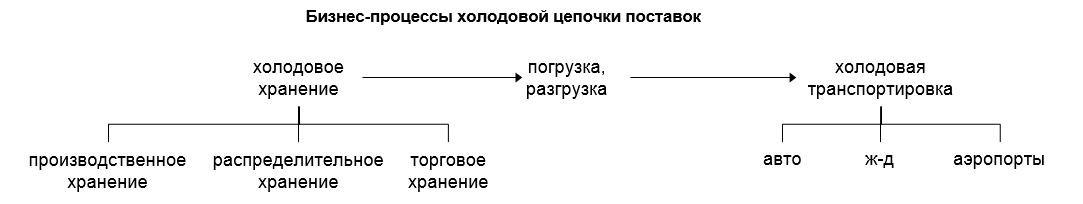 Бизнес-процессы холодовой цепочки поставок
холодовое
хранение
погрузка,
разгрузка
холодовая
транспортировка
производственное
хранение
распределительное
хранение
торговое
хранение
авто
ж-д
аэропорты